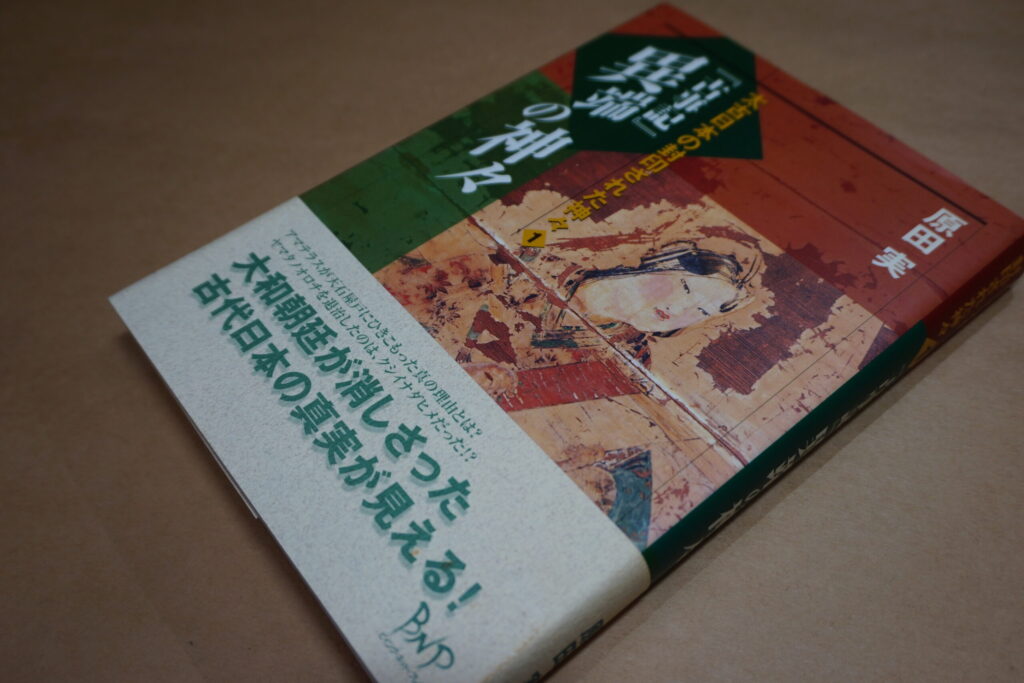 『古事記』
異端
の神々
太古日本の封印された神々
1
原田 実
アマテラスが天石屋戸にひきこもった真の理由とは?
ヤマタノオロチを退治したのは、クシイナダヒメだった!?
大和朝廷が消しさった
古代日本の真実が見える!
BNP